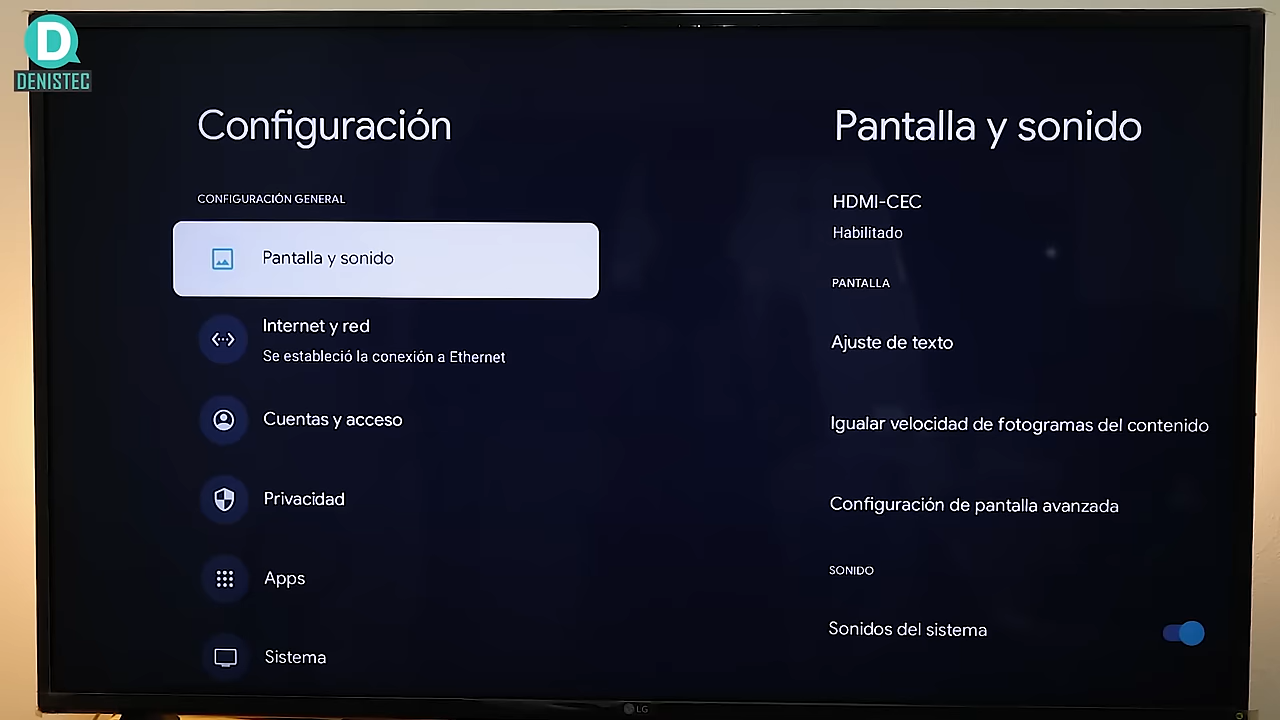 D
DENISTEC
Configuración
CONFIGURACIÓN GENERAL
Pantalla y sonido
Internet y red
Se estableció la conexión a Ethernet
Cuentas y acceso
Privacidad
Apps
Sistema
Pantalla y sonido
HDMI-CEC
Habilitado
PANTALLA
Ajuste de texto
Igualar velocidad de fotogramas del contenido
Configuración de pantalla avanzada
SONIDO
Sonidos del sistema
LG